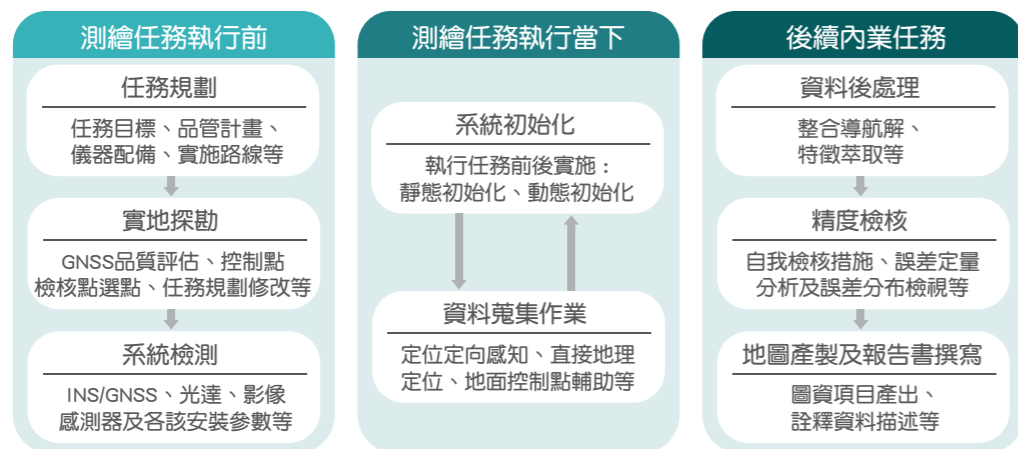 測繪任務執行前
任務規劃
任務目標、品管計畫、
儀器配備、實施路線等
實地探勘
GNSS品質評估、控制點
檢核點選點、任務規劃修改等
系統檢測
INS/GNSS、光達、影像
感測器及各該安裝參數等
測繪任務執行當下
系統初始化
執行任務前後實施：
靜態初始化、動態初始化
資料蒐集作業
定位定向感知、直接地理
定位、地面控制點輔助等
後續內業任務
資料後處理
整合導航解、
特徵萃取等
精度檢核
自我檢核措施、誤差定量
分析及誤差分布檢視等
地圖產製及報告書撰寫
圖資項目產出、
詮釋資料描述等